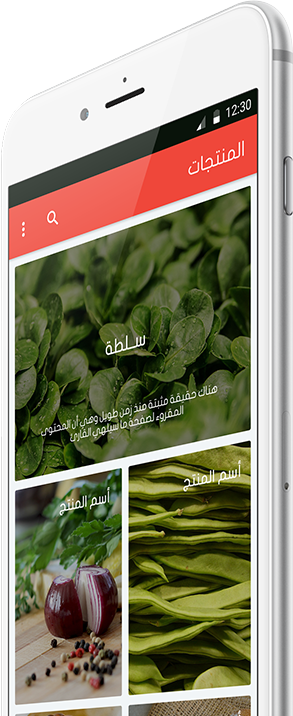 12:30
المنتجات
سلطة
هناك حقيقة مثبتة منذ زمن طويل وهي أن المحتوى
المقروء لصفحة ما سيلهي القارئ
أسم المنتج
أسم المنتج